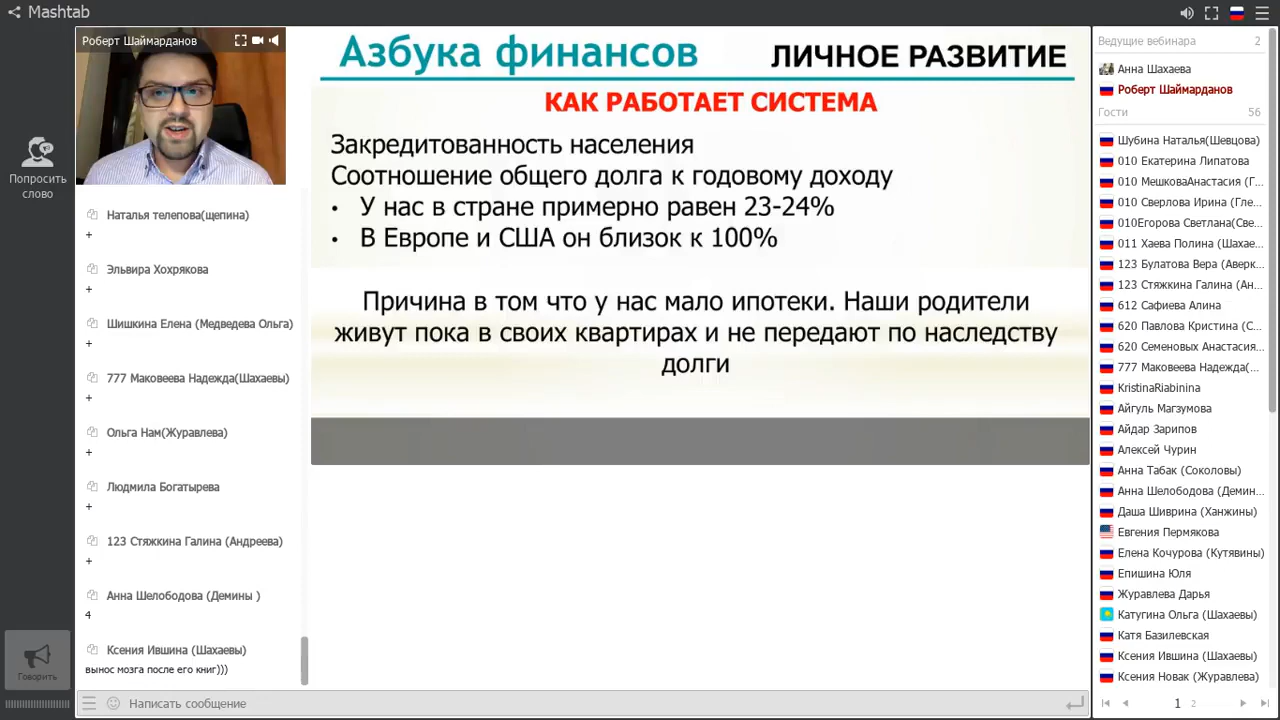 Mashtab
Попросить
слово
Говорить
Роберт Шаймарданов
Наталья телепова(щепина)
+
Эльвира Хохрякова
+
Шишкина Елена (Медведева Ольга)
+
777 Маковеева Надежда(Шахаевы)
+
Ольга Нам(Журавлева)
+
Людмила Богатырева
+
123 Стяжкина Галина (Андреева)
+
Анна Шелободова (Демины )
4
Ксения Ившина (Шахаевы)
вынос мозга после его книг)))
Написать сообщение
Азбука финансов ЛИЧНОЕ РАЗВИТИЕ
КАК РАБОТАЕТ СИСТЕМА
Закредитованность населения
Соотношение общего долга к годовому доходу
• У нас в стране примерно равен 23-24%
• В Европе и США он близок к 100%
Причина в том что у нас мало ипотеки. Наши родители
живут пока в своих квартирах и не передают по наследству
долги
Ведущие вебинара 2
Анна Шахаева
Роберт Шаймарданов
Гости 56
Шубина Наталья(Шевцова)
010 Екатерина Липатова
010 МешковаАнастасия (Г...
010 Сверлова Ирина (Гле...
010Егорова Светлана(Све...
011 Хаева Полина (Шахае...
123 Булатова Вера (Аверк...
123 Стяжкина Галина (Ан...
612 Сафиева Алина
620 Павлова Кристина (С...
620 Семеновых Анастасия...
777 Маковеева Надежда(...
KristinaRiabinina
Айгуль Магзумова
Айдар Зарипов
Алексей Чурин
Анна Табак (Соколовы)
Анна Шелободова (Демин...
Даша Шиврина (Ханжины)
Евгения Пермякова
Елена Кочурова (Кутявины)
Епишина Юля
Журавлева Дарья
Катугина Ольга (Шахаевы)
Катя Базилевская
Ксения Ившина (Шахаевы)
Ксения Новак (Журавлева)
1 2